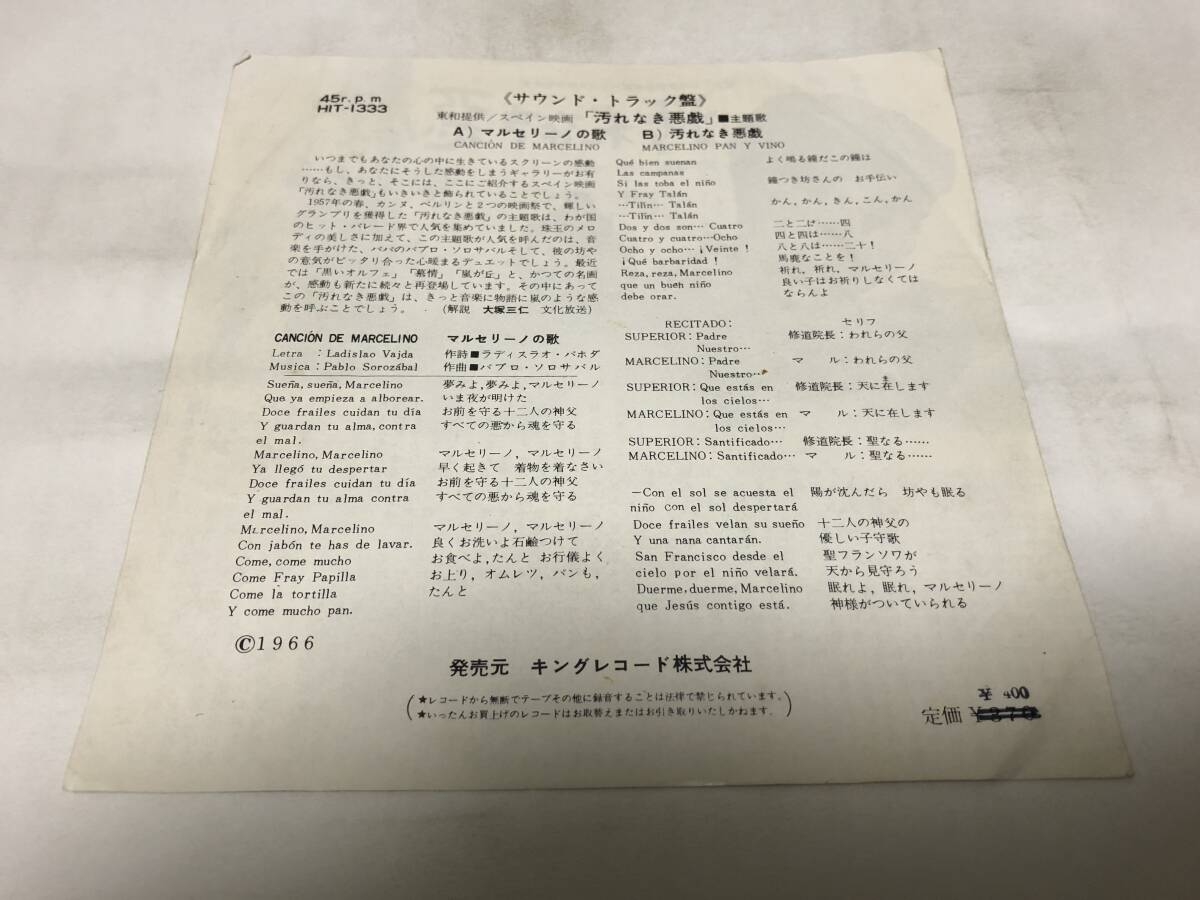 45r.p.m
HIT-1333
《サウンド・トラック盤》
東和提供／スペイン映画 「汚れなき悪戯」■主題歌
A）マルセリーノの歌 B）汚れなき悪戯
CANCIÓN DE MARCELINO MARCELINO PAN Y VINO
いつまでもあなたの心の中に生きているスクリーンの感動
……もし、あなたにそうした感動をしまうギャラリーがお有
りなら、きっと、そこには、ここにご紹介するスペイン映画
「汚れなき悪戯」もいきいきと飾られていることでしょう。
1957年の春、カンヌ、ベルリンと2つの映画祭で、輝しい
グランプリを獲得した「汚れなき悪戯」の主題歌は、わが国
のヒット・パレード界で人気を集めていました。珠玉のメロ
ディの美しさに加えて、この主題歌が人気を呼んだのは、音
楽を手がけた、パパのパブロ・ソロサバルそして、彼の坊や
の意気がピッタリ合った心暖まるデュエットでしょう。最近
では「黒いオルフェ」「慕情」「嵐が丘」と、かつての名画
が、感動も新たに続々と再登場しています。その中にあって
この「汚れなき悪戯」は、きっと音楽に物語に嵐のような感
動を呼ぶことでしょう。 （解説 大塚三仁 文化放送）
CANCIÓN DE MARCELINO マルセリーノの歌
Letra : Ladislao Vajda 作詩■ラディスラオ・バホダ
Musica : Pablo Sorozábal 作曲■パブロ・ソロサバル
Sueña, sueña, Marcelino 夢みよ,夢みよ,マルセリーノ
Que ya empieza a alborear. いま夜が明けた
Doce frailes cuidan tu día お前を守る十二人の神父
Y guardan tu alma, contra すべての悪から魂を守る
el mal.
Marcelino, Marcelino マルセリーノ, マルセリーノ
Ya llegó tu despertar 早く起きて 着物を着なさい
Doce frailes cuidan tu día お前を守る十二人の神父
Y guardan tu alma contra すべての悪から魂を守る
el mal.
Marcelino, Marcelino マルセリーノ, マルセリーノ
Con jabón te has de lavar. 良くお洗いよ石鹸つけて
Come, come mucho お食べよ,たんと お行儀よく
Come Fray Papilla お上り, オムレツ, パンも,
Come la tortilla たんと
Y come mucho pan.
Ⓒ1966
Qué bien suenan よく鳴る鐘だこの鐘は
Las campanas
Si las toba el niño 鐘つき坊さんの お手伝い
Y Fray Talán
…Tilín… Talán かん, かん, きん, こん, かん
…Tilín… Talán
Dos y dos son… Cuatro 二と二は……四
Cuatro y cuatro…Ocho 四と四は……八
Ocho y ocho… ¡Veinte ! 八と八は……二十！
¡Qué barbaridad ! 馬鹿なことを！
Reza, reza, Marcelino 祈れ, 祈れ, マルセリーノ
que un buen niño 良い子はお祈りしなくては
debe orar. ならんよ
RECITADO: セリフ
SUPERIOR: Padre 修道院長：われらの父
Nuestro…
MARCELINO: Padre マ ル：われらの父
Nuestro…
SUPERIOR: Que estás en 修道院長：天に在(ま)します
los cielos…
MARCELINO: Que estás en マ ル：天に在します
los cielos…
SUPERIOR: Santificado… 修道院長：聖なる……
MARCELINO: Santificado… マ ル：聖なる……
—Con el sol se acuesta el 陽が沈んだら 坊やも眠る
niño con el sol despertará
Doce frailes velan su sueño 十二人の神父の
Y una nana cantarán. 優しい子守歌
San Francisco desde el 聖フランソワが
cielo por el niño velará. 天から見守ろう
Duerme, duerme, Marcelino 眠れよ, 眠れ, マルセリーノ
que Jesús contigo está. 神様がついていられる
発売元 キングレコード株式会社
★レコードから無断でテープその他に録音することは法律で禁じられています。
★いったんお買上げのレコードはお取替えまたはお引き取りいたしかねます。
¥ 400
定価 ¥370